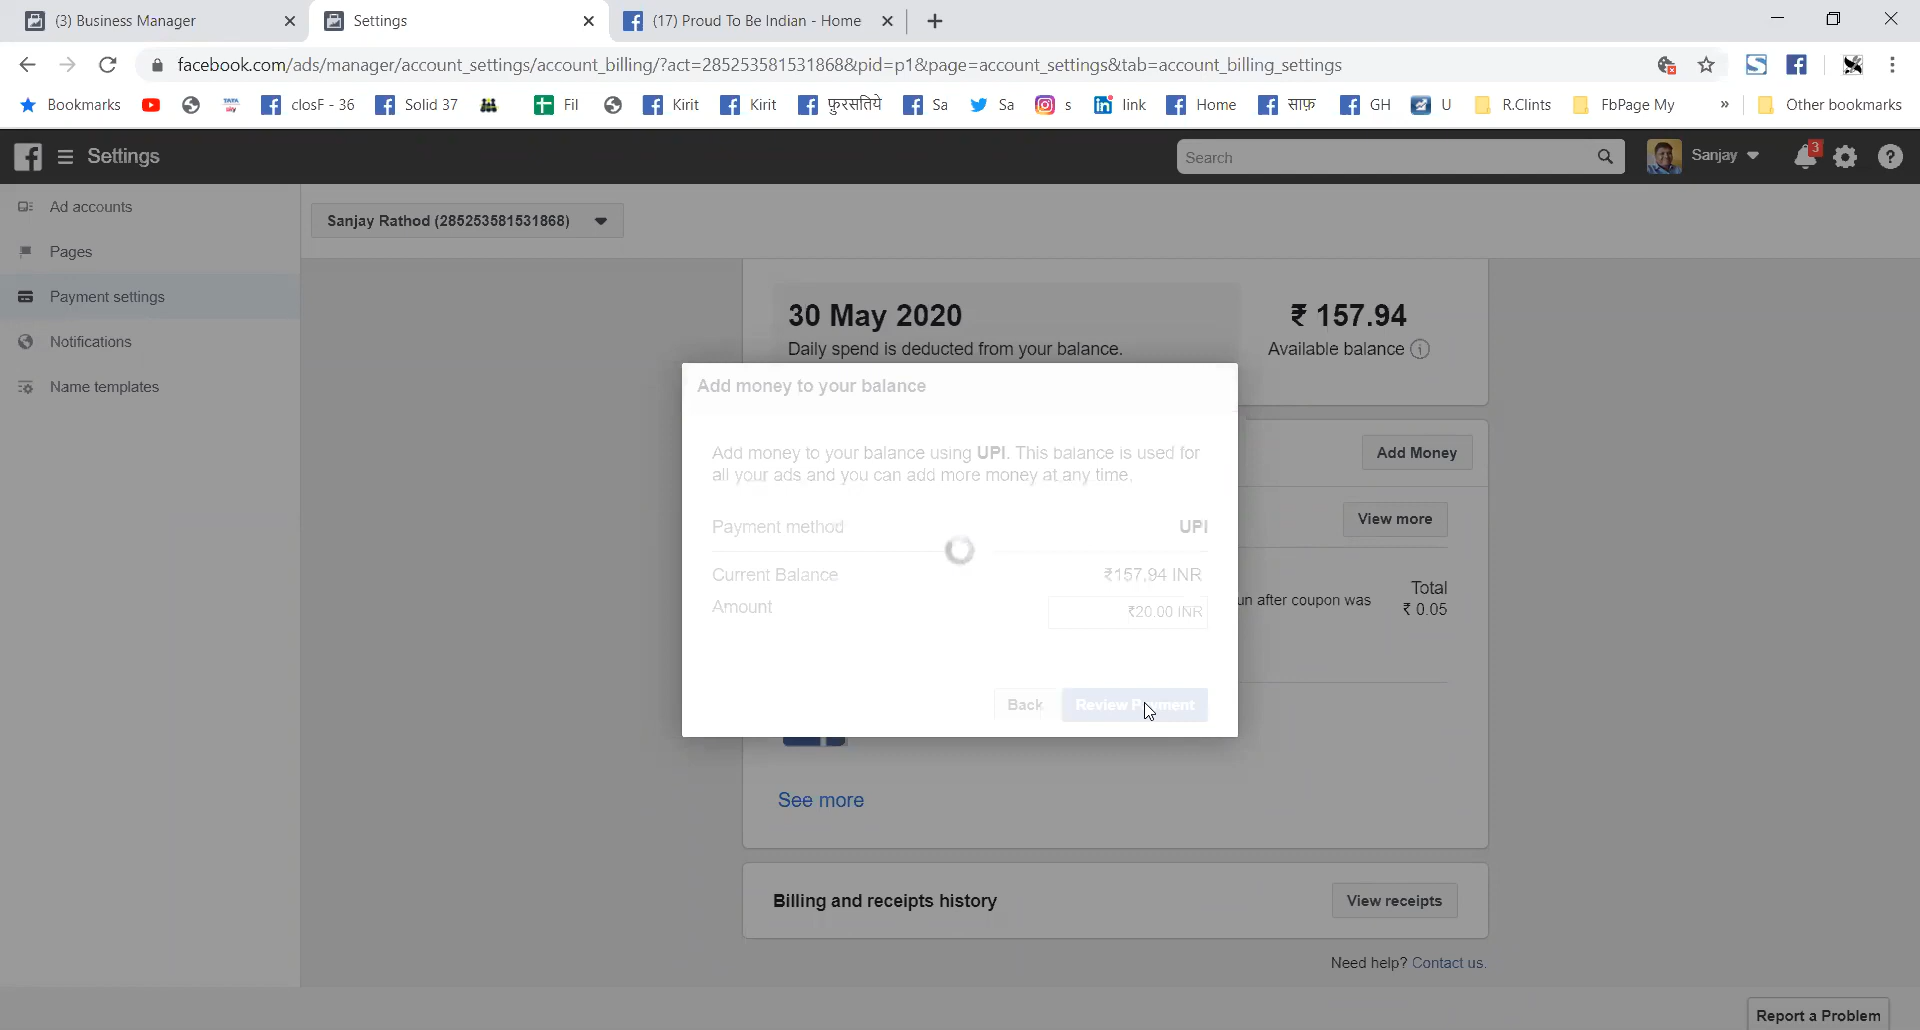 (3) Business Manager
Settings
(17) Proud To Be Indian - Home
facebook.com/ads/manager/account_settings/account_billing/?act=285253581531868&pid=p1&page=account_settings&tab=account_billing_settings
Bookmarks TATA sky closF - 36 Solid 37 Fil Kirit Kirit फ़ुरसतिये Sa Sa s link Home साफ़ GH U R.Clints FbPage My » Other bookmarks
Settings
Search
Sanjay
3
Ad accounts
Pages
Payment settings
Notifications
Name templates
Sanjay Rathod (285253581531868)
30 May 2020
Daily spend is deducted from your balance.
₹ 157.94
Available balance
Add money to your balance
Add money to your balance using UPI. This balance is used for
all your ads and you can add more money at any time.
Payment method UPI
Current Balance ₹157.94 INR
Amount ₹20.00 INR
Back Review Payment
Add Money
View more
un after coupon was
Total
₹ 0.05
See more
Billing and receipts history
View receipts
Need help? Contact us.
Report a Problem